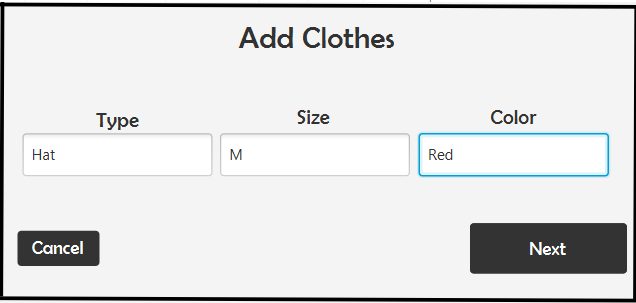 Add Clothes
Type Size Color
Hat M Red
Cancel Next